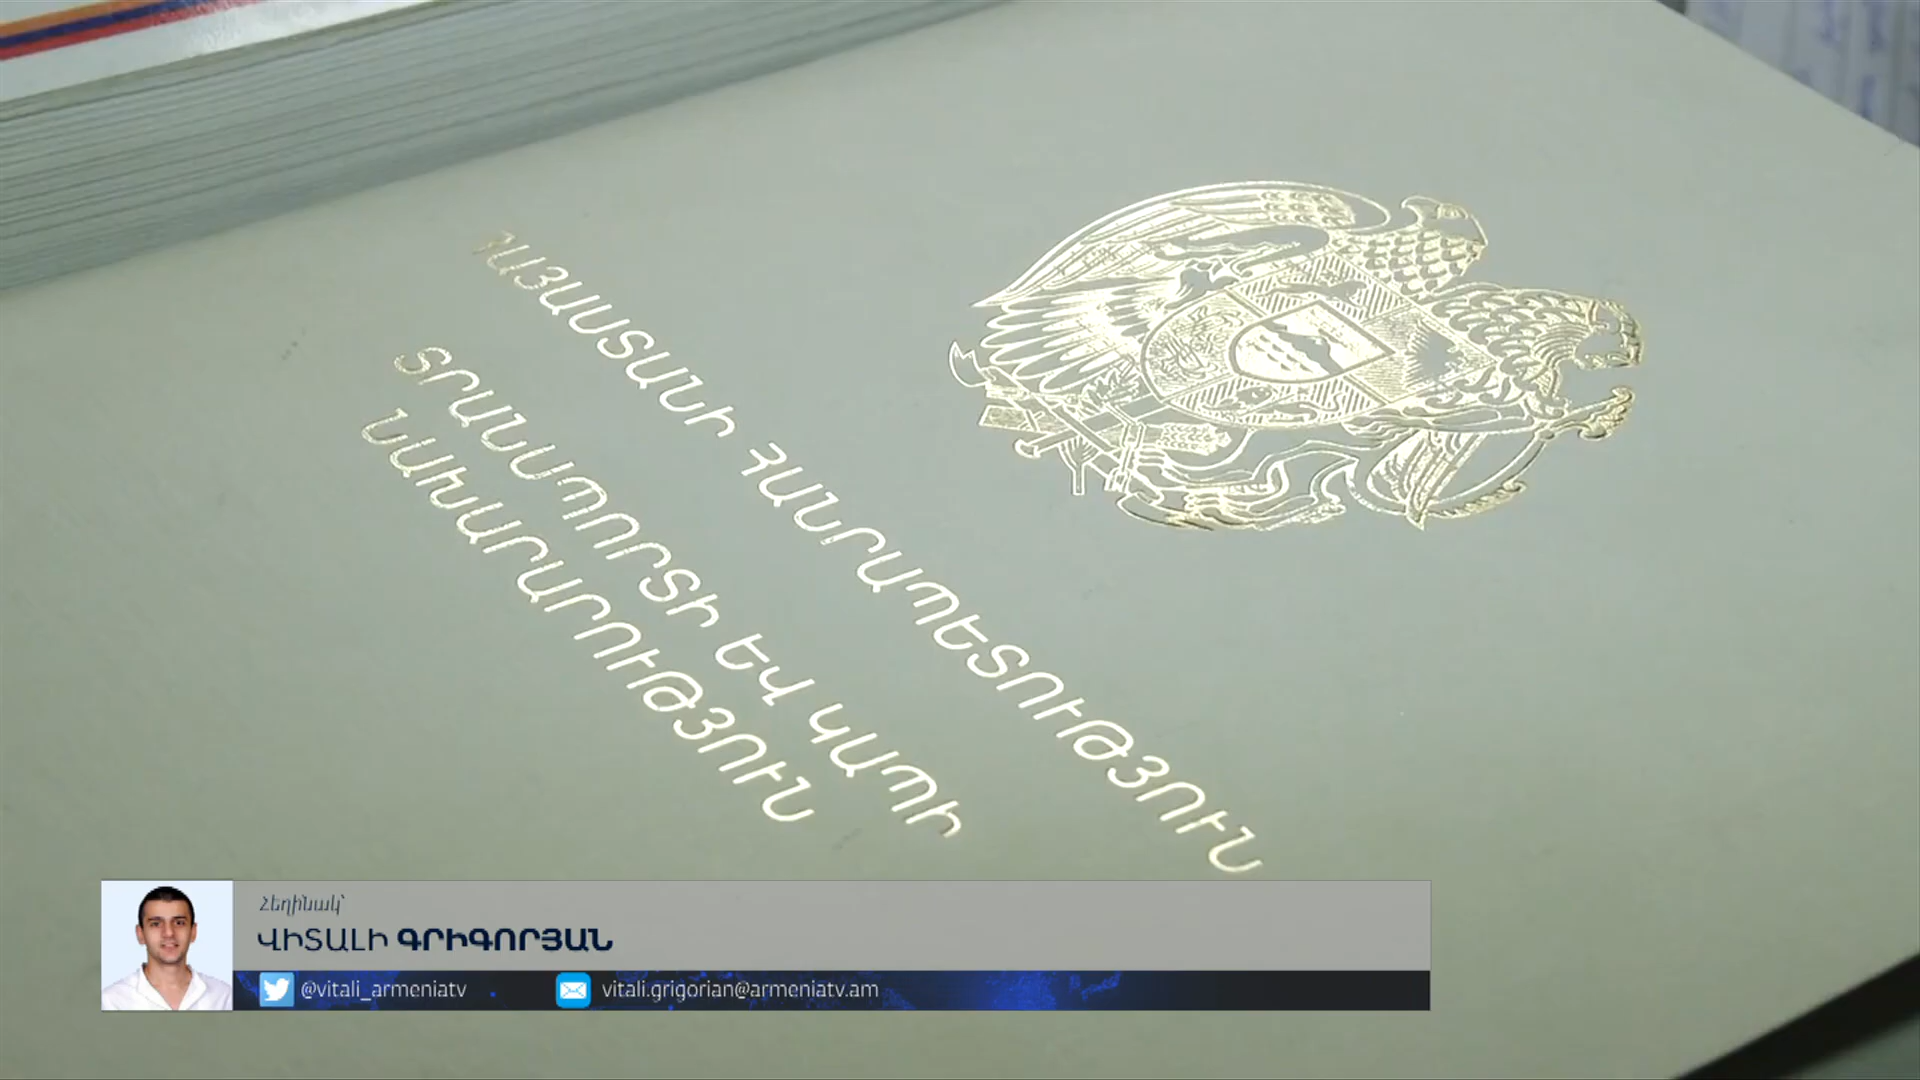 ՀԱՅԱՍՏԱՆԻ ՀԱՆՐԱՊԵՏՈՒԹՅՈՒՆ
ՏՐԱՆՍՊՈՐՏԻ ԵՎ ԿԱՊԻ
ՆԱԽԱՐԱՐՈՒԹՅՈՒՆ
Հեղինակ՝
ՎԻՏԱԼԻ ԳՐԻԳՈՐՅԱՆ
@vitali_armeniatv
vitali.grigorian@armeniatv.am